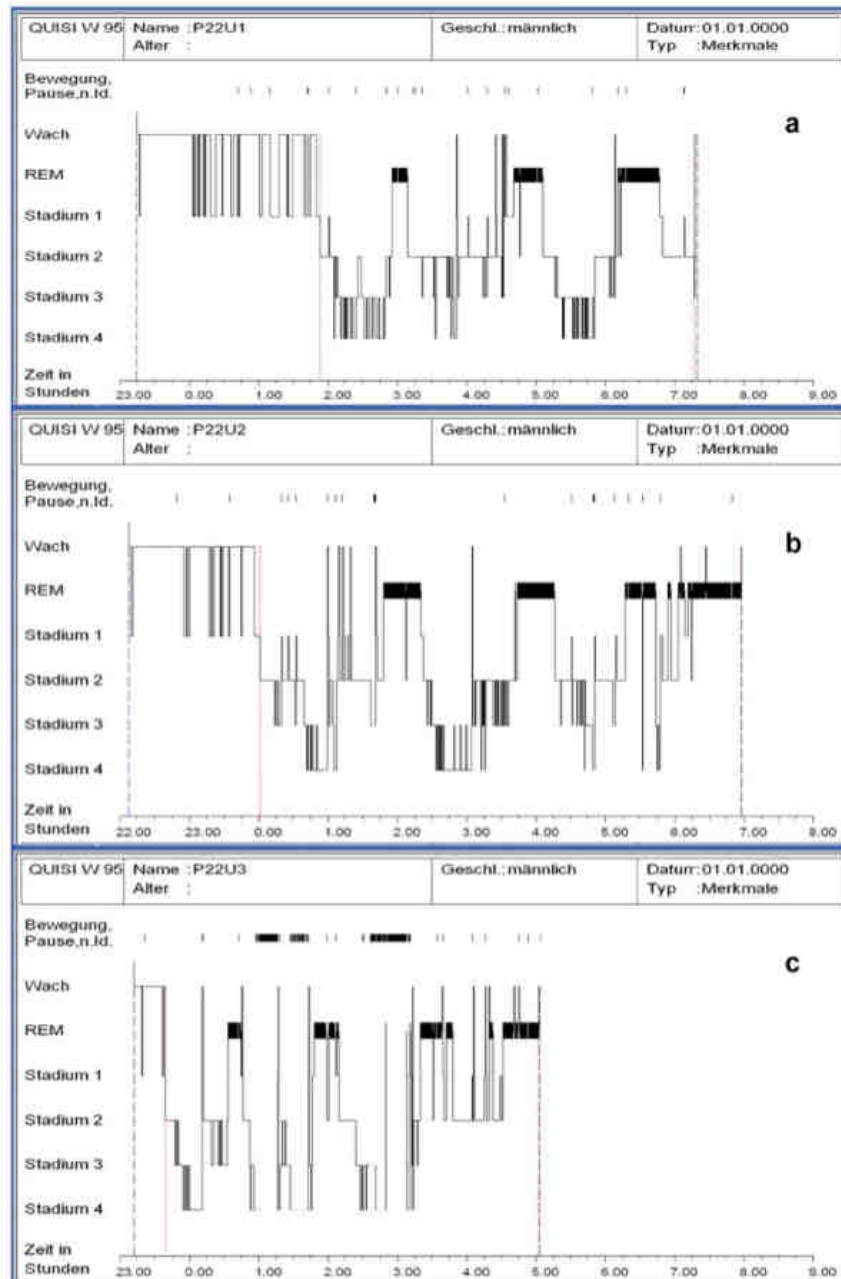 QUISI W 95 Name :P22U1 Geschl.:männlich Datum:01.01.0000
Alter : Typ :Merkmale
Bewegung,
Pause,n.Id.
a
Wach
REM
Stadium 1
Stadium 2
Stadium 3
Stadium 4
Zeit in
Stunden 23.00 0.00 1.00 2.00 3.00 4.00 5.00 6.00 7.00 8.00 9.00
QUISI W 95 Name :P22U2 Geschl.:männlich Datum:01.01.0000
Alter : Typ :Merkmale
Bewegung,
Pause,n.Id.
b
Wach
REM
Stadium 1
Stadium 2
Stadium 3
Stadium 4
Zeit in
Stunden 22.00 23.00 0.00 1.00 2.00 3.00 4.00 5.00 6.00 7.00 8.00
QUISI W 95 Name :P22U3 Geschl.:männlich Datum:01.01.0000
Alter : Typ :Merkmale
Bewegung,
Pause,n.Id.
c
Wach
REM
Stadium 1
Stadium 2
Stadium 3
Stadium 4
Zeit in
Stunden 23.00 0.00 1.00 2.00 3.00 4.00 5.00 6.00 7.00 8.00 9.00